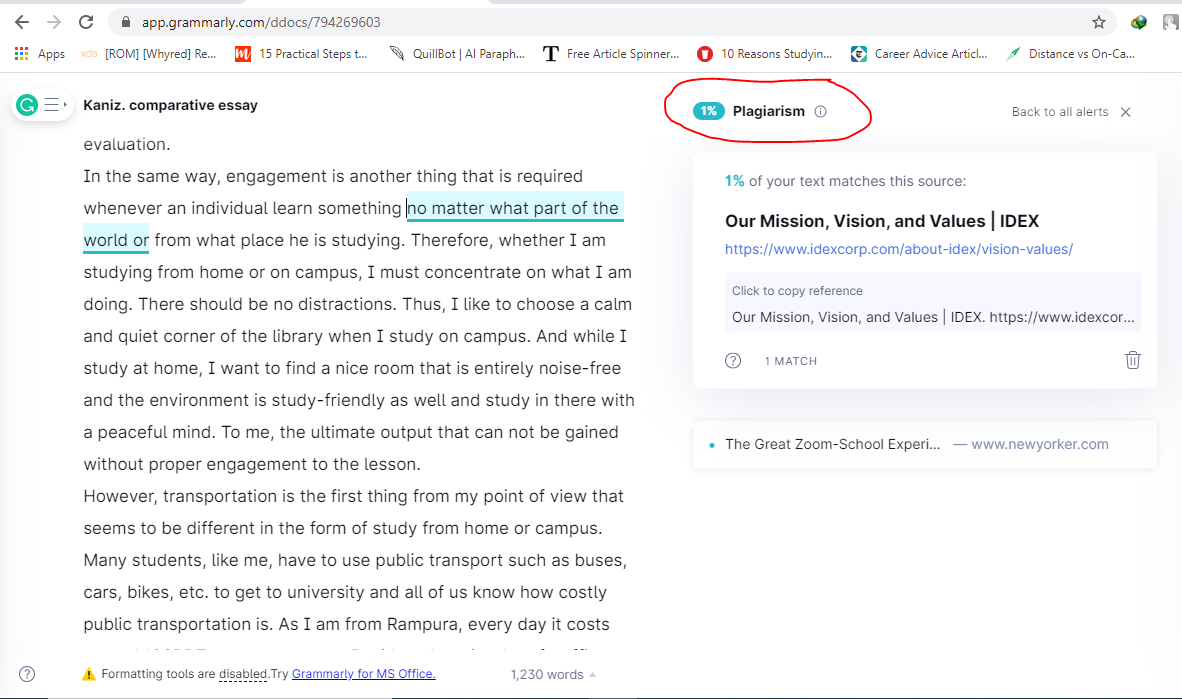 app.grammarly.com/ddocs/794269603
Apps xda [ROM] [Whyred] Re... 15 Practical Steps t... QuillBot | AI Paraph... T Free Article Spinner... 10 Reasons Studyin... Career Advice Articl... Distance vs On-Ca...
Kaniz. comparative essay
evaluation.
In the same way, engagement is another thing that is required
whenever an individual learn something no matter what part of the
world or from what place he is studying. Therefore, whether I am
studying from home or on campus, I must concentrate on what I am
doing. There should be no distractions. Thus, I like to choose a calm
and quiet corner of the library when I study on campus. And while I
study at home, I want to find a nice room that is entirely noise-free
and the environment is study-friendly as well and study in there with
a peaceful mind. To me, the ultimate output that can not be gained
without proper engagement to the lesson.
However, transportation is the first thing from my point of view that
seems to be different in the form of study from home or campus.
Many students, like me, have to use public transport such as buses,
cars, bikes, etc. to get to university and all of us know how costly
public transportation is. As I am from Rampura, every day it costs
Formatting tools are disabled.Try Grammarly for MS Office.
1,230 words
1% Plagiarism
Back to all alerts
1% of your text matches this source:
Our Mission, Vision, and Values | IDEX
https://www.idexcorp.com/about-idex/vision-values/
Click to copy reference
Our Mission, Vision, and Values | IDEX. https://www.idexcor...
1 MATCH
The Great Zoom-School Experi... — www.newyorker.com